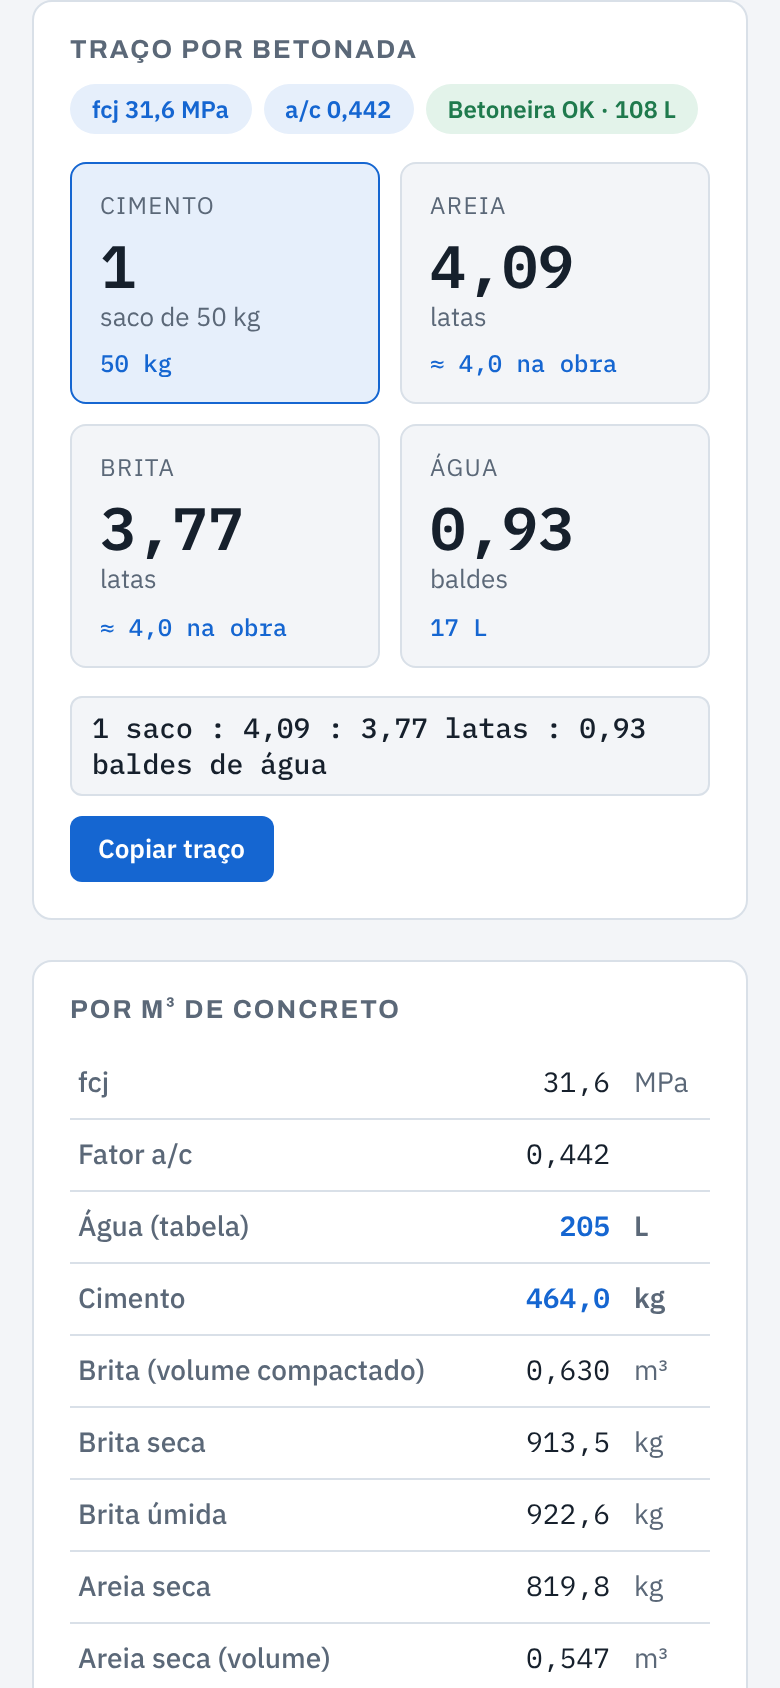 TRAÇO POR BETONADA
fcj 31,6 MPa
a/c 0,442
Betoneira OK · 108 L
CIMENTO
1
saco de 50 kg
50 kg
AREIA
4,09
latas
≈ 4,0 na obra
BRITA
3,77
latas
≈ 4,0 na obra
ÁGUA
0,93
baldes
17 L
1 saco : 4,09 : 3,77 latas : 0,93
baldes de água
Copiar traço
POR M³ DE CONCRETO
fcj 31,6 MPa
Fator a/c 0,442
Água (tabela) 205 L
Cimento 464,0 kg
Brita (volume compactado) 0,630 m³
Brita seca 913,5 kg
Brita úmida 922,6 kg
Areia seca 819,8 kg
Areia seca (volume) 0,547 m³